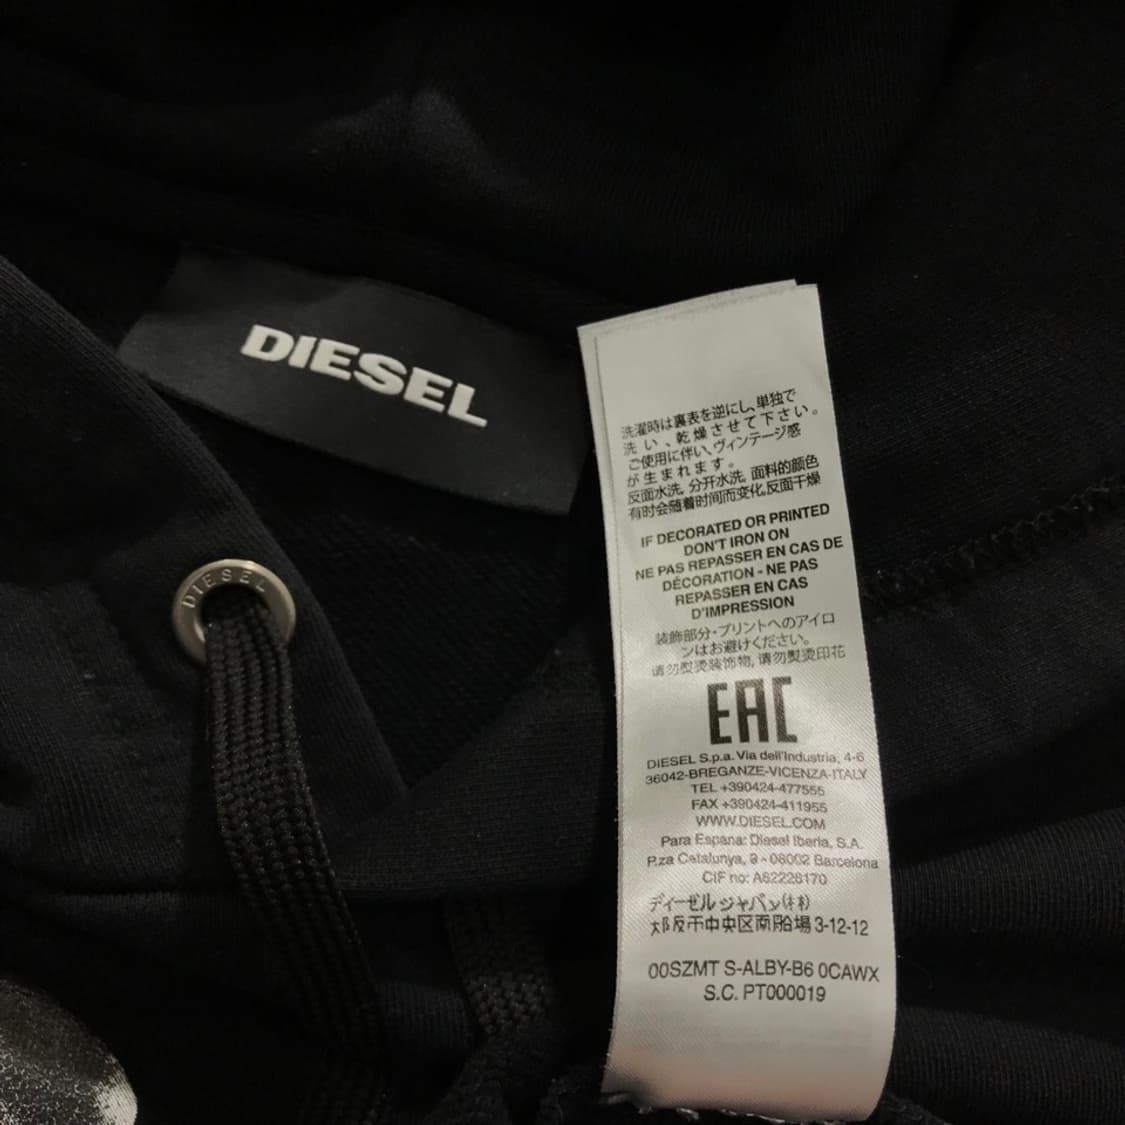 DIESEL
DIESEL
洗濯時は裏表を逆にし、単独で
洗い、乾燥させて下さい。
ご使用に伴い、ヴィンテージ感
が生まれます。
反面水洗, 分开水洗, 面料的颜色
有时会随着时间而变化,反面干燥
IF DECORATED OR PRINTED
DON'T IRON ON
NE PAS REPASSER EN CAS DE
DÉCORATION - NE PAS
REPASSER EN CAS
D'IMPRESSION
装飾部分・プリントへのアイロ
ンはお避けください。
请勿熨烫装饰物, 请勿熨烫印花
EAC
DIESEL S.p.a. Via dell'Industria, 4-6
36042-BREGANZE-VICENZA-ITALY
TEL +390424-477555
FAX +390424-411955
WWW.DIESEL.COM
Para Espana: Diesel Iberia, S.A.
P.za Catalunya, 9 - 08002 Barcelona
CIF no: A62226170
ディーゼルジャパン(株)
大阪市中央区南船場3-12-12
00SZMT S-ALBY-B6 0CAWX
S.C. PT000019